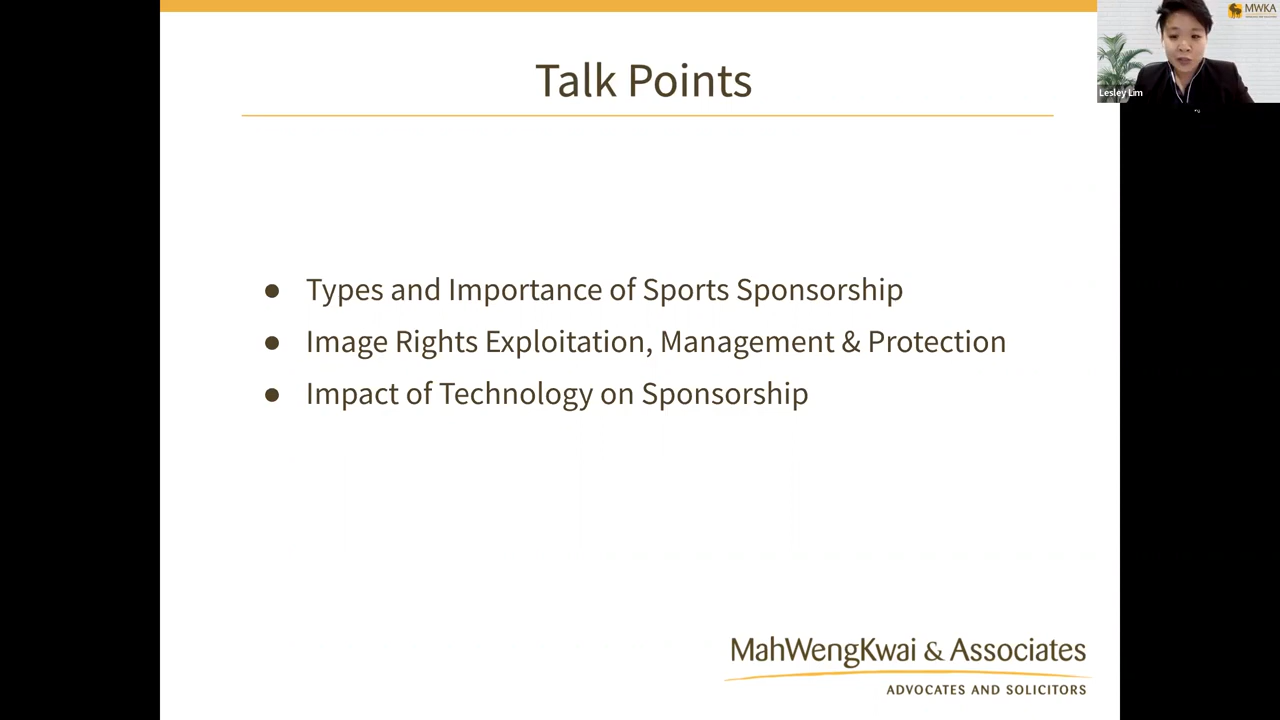 Talk Points
MWKA
Lesley Lim
● Types and Importance of Sports Sponsorship
● Image Rights Exploitation, Management & Protection
● Impact of Technology on Sponsorship
MahWengKwai & Associates
ADVOCATES AND SOLICITORS